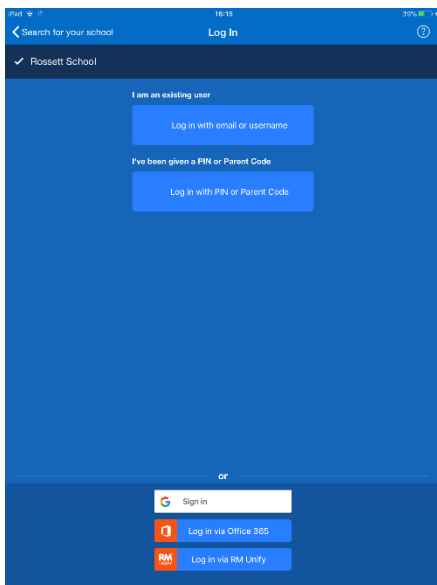 iPad 16:15 39%
Search for your school Log In ?
Rossett School
I am an existing user
Log in with email or username
I've been given a PIN or Parent Code
Log in with PIN or Parent Code
or
G Sign in
Log in via Office 365
RM UNIFY Log in via RM Unify